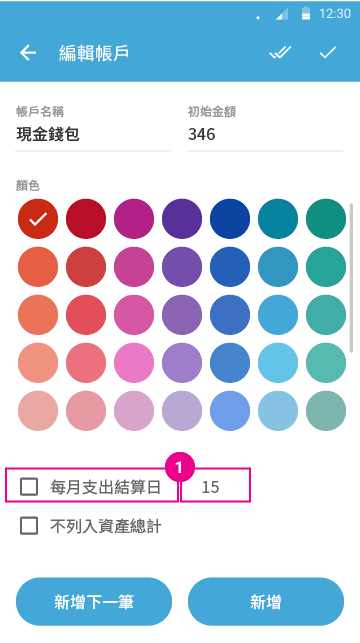 12:30
編輯帳戶
帳戶名稱 初始金額
現金錢包 346
顏色
1
每月支出結算日 15
不列入資產總計
新增下一筆 新增